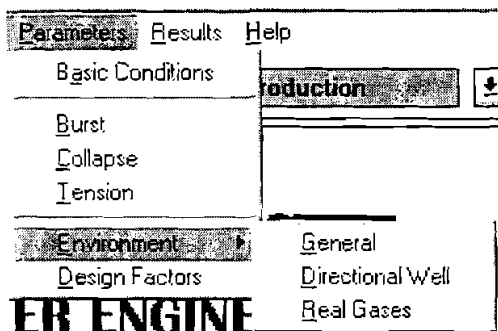 Parameters Results Help
Basic Conditions
roduction
Burst
Collapse
Tension
Environment
General
Design Factors
Directional Well
Real Gases
ER ENGINE